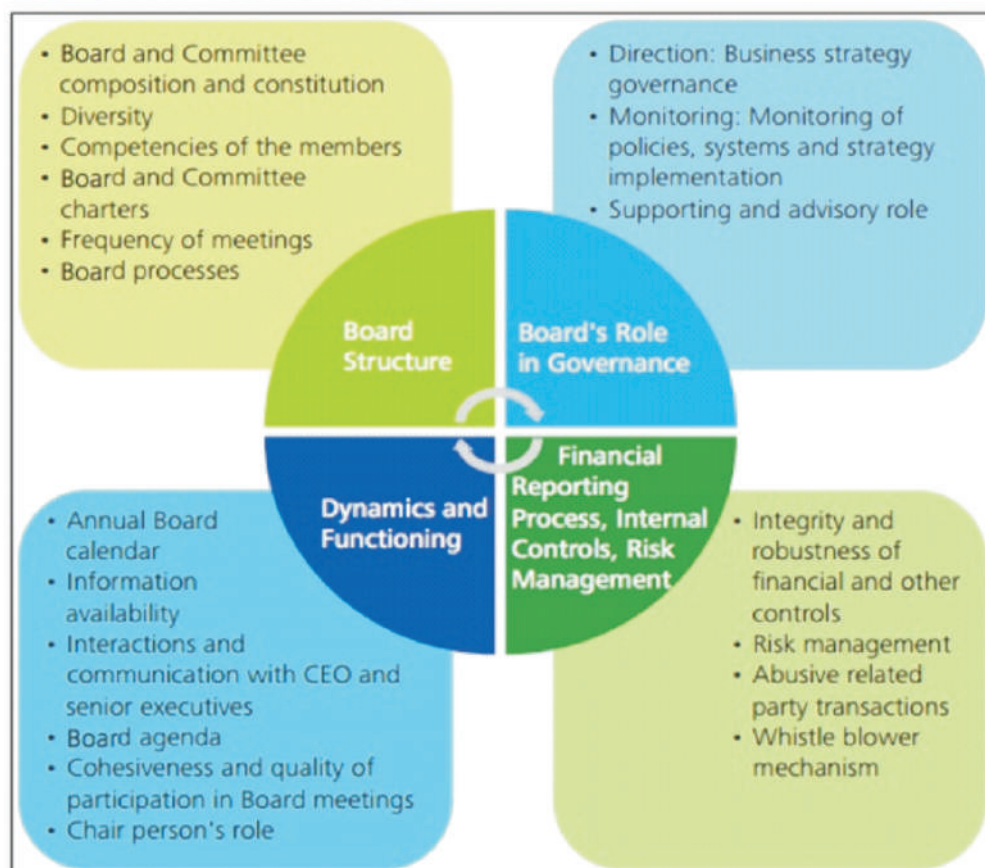 • Board and Committee
composition and constitution
• Diversity
• Competencies of the members
• Board and Committee
charters
• Frequency of meetings
• Board processes
• Direction: Business strategy
governance
• Monitoring: Monitoring of
policies, systems and strategy
implementation
• Supporting and advisory role
Board
Structure
Board's Role
in Governance
Dynamics and
Functioning
Financial
Reporting
Process, Internal
Controls, Risk
Management
• Annual Board
calendar
• Information
availability
• Interactions and
communication with CEO and
senior executives
• Board agenda
• Cohesiveness and quality of
participation in Board meetings
• Chair person's role
• Integrity and
robustness of
financial and other
controls
• Risk management
• Abusive related
party transactions
• Whistle blower
mechanism